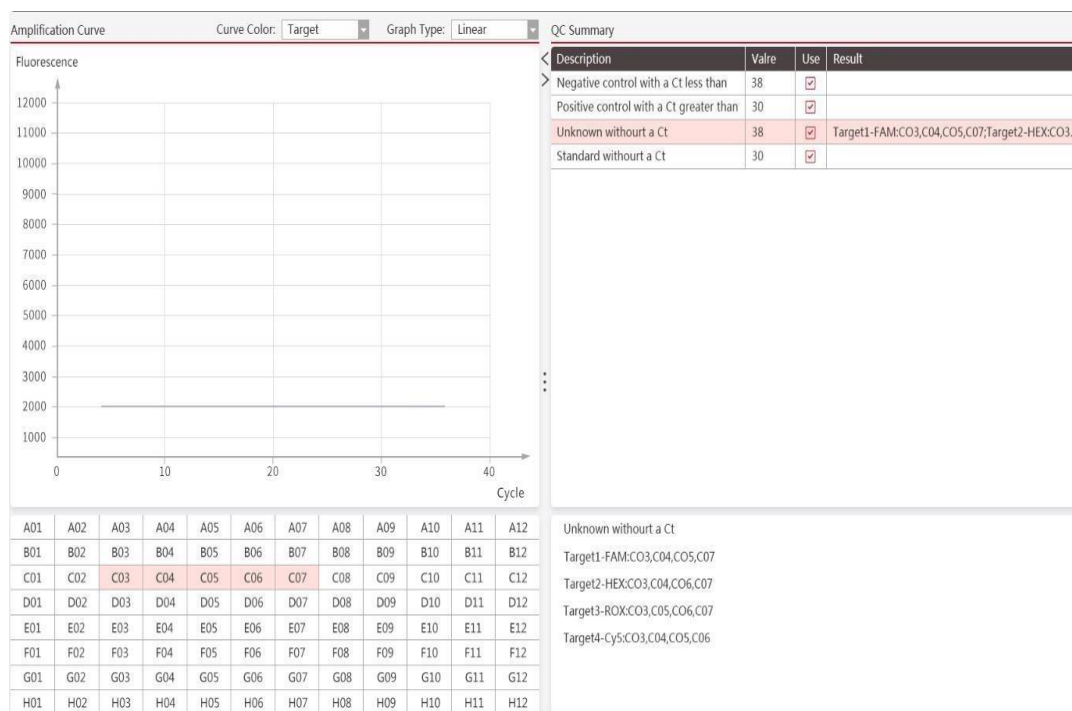 Amplification Curve Curve Color: Target Graph Type: Linear
Fluorescence
12000
11000
10000
9000
8000
7000
6000
5000
4000
3000
2000
1000
0 10 20 30 40
Cycle
A01 A02 A03 A04 A05 A06 A07 A08 A09 A10 A11 A12
B01 B02 B03 B04 B05 B06 B07 B08 B09 B10 B11 B12
C01 C02 C03 C04 C05 C06 C07 C08 C09 C10 C11 C12
D01 D02 D03 D04 D05 D06 D07 D08 D09 D10 D11 D12
E01 E02 E03 E04 E05 E06 E07 E08 E09 E10 E11 E12
F01 F02 F03 F04 F05 F06 F07 F08 F09 F10 F11 F12
G01 G02 G03 G04 G05 G06 G07 G08 G09 G10 G11 G12
H01 H02 H03 H04 H05 H06 H07 H08 H09 H10 H11 H12
QC Summary
Description Valre Use Result
Negative control with a Ct less than 38
Positive control with a Ct greater than 30
Unknown withourt a Ct 38 Target1-FAM:CO3,C04,CO5,C07;Target2-HEX:CO3.
Standard withourt a Ct 30
Unknown withourt a Ct
Target1-FAM:CO3,C04,CO5,C07
Target2-HEX:CO3,C04,CO6,C07
Target3-ROX:CO3,C05,CO6,C07
Target4-Cy5:CO3,C04,CO5,C06